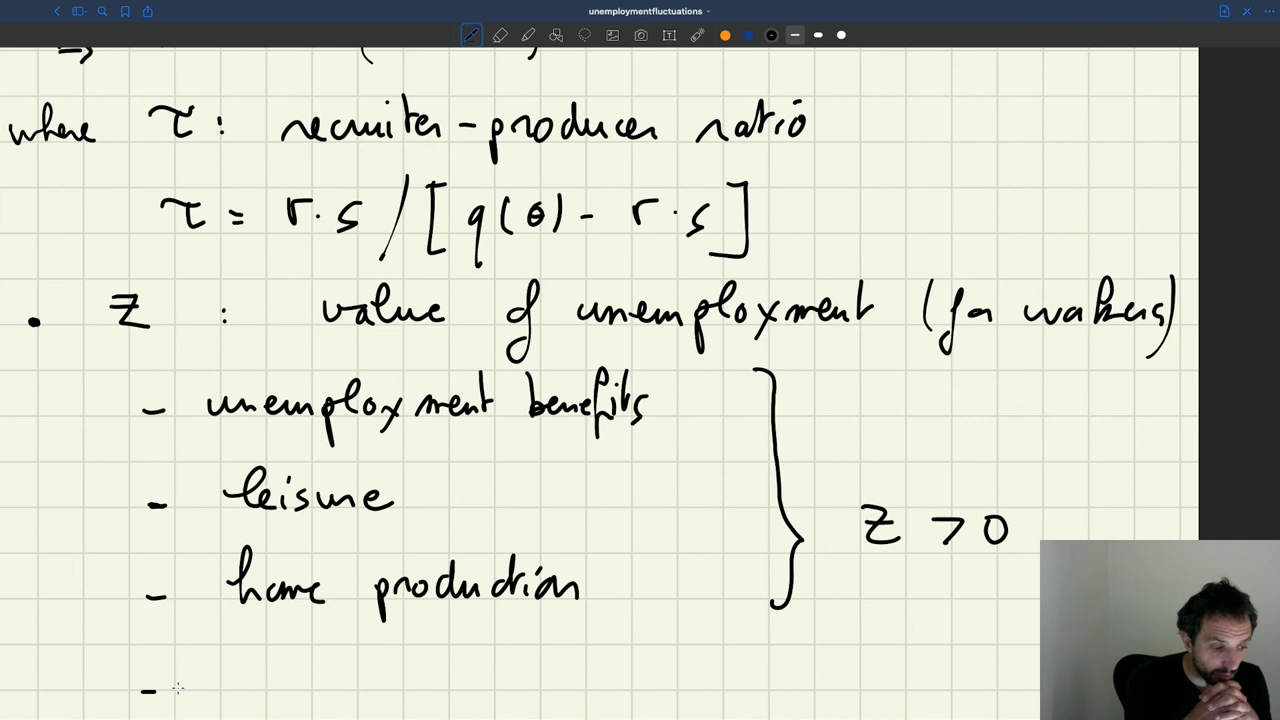 unemploymentfluctuations
where τ : recruiter-producer ratio
τ = r·s / [q(θ) - r·s]
• z : value of unemployment (for workers)
- unemployment benefits
- leisure
- home production
z > 0
-